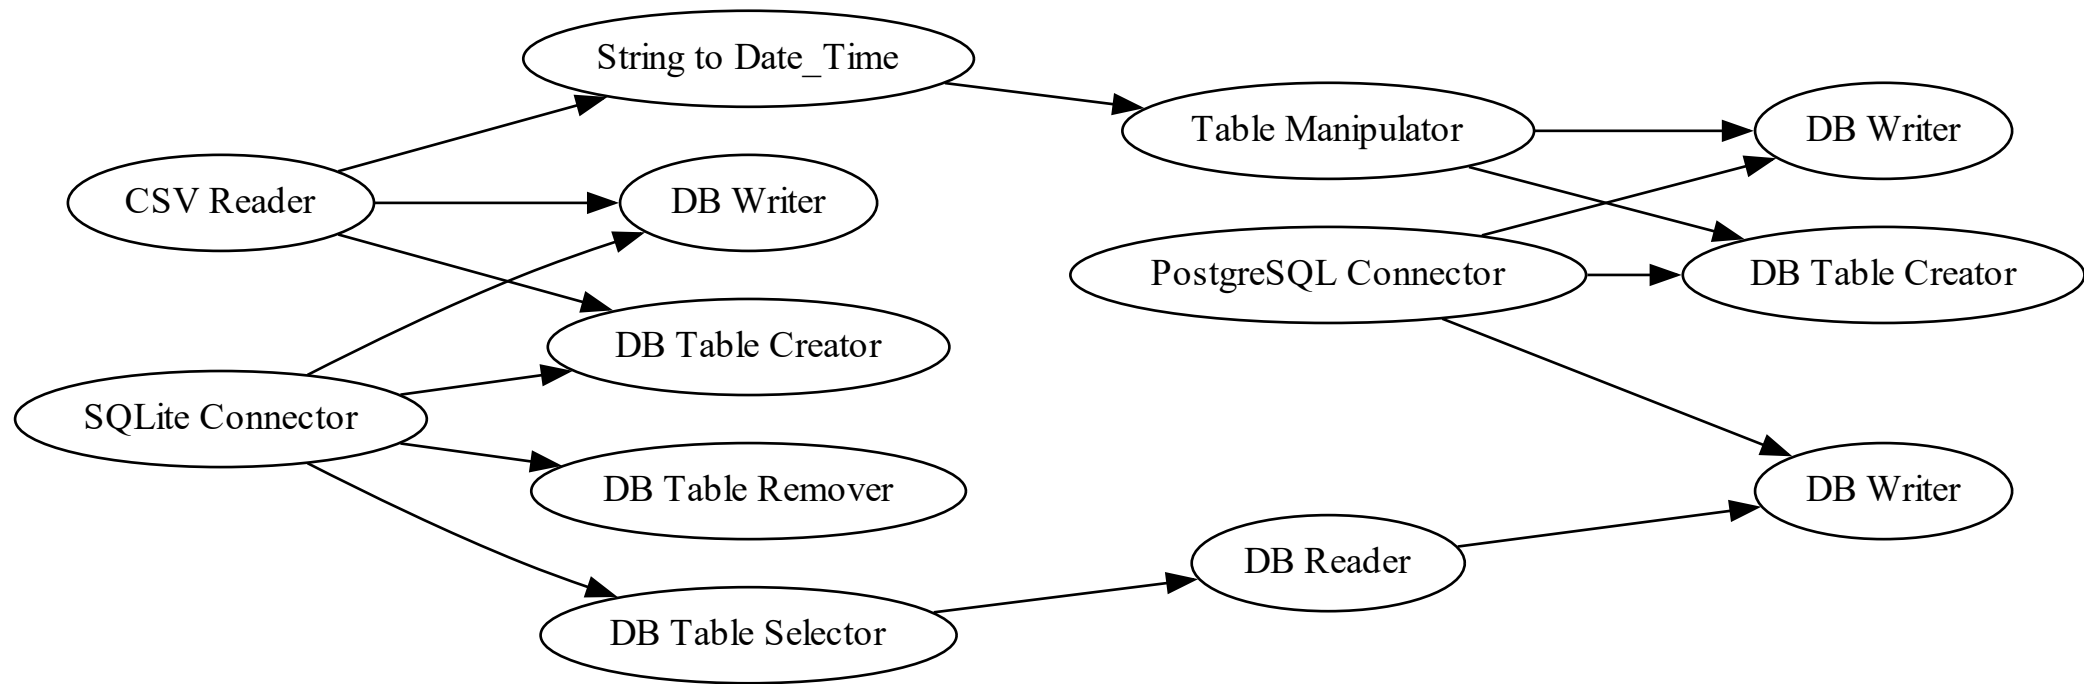 String to Date_Time
CSV Reader
DB Writer
DB Table Creator
SQLite Connector
DB Table Remover
DB Table Selector
Table Manipulator
PostgreSQL Connector
DB Reader
DB Writer
DB Table Creator
DB Writer